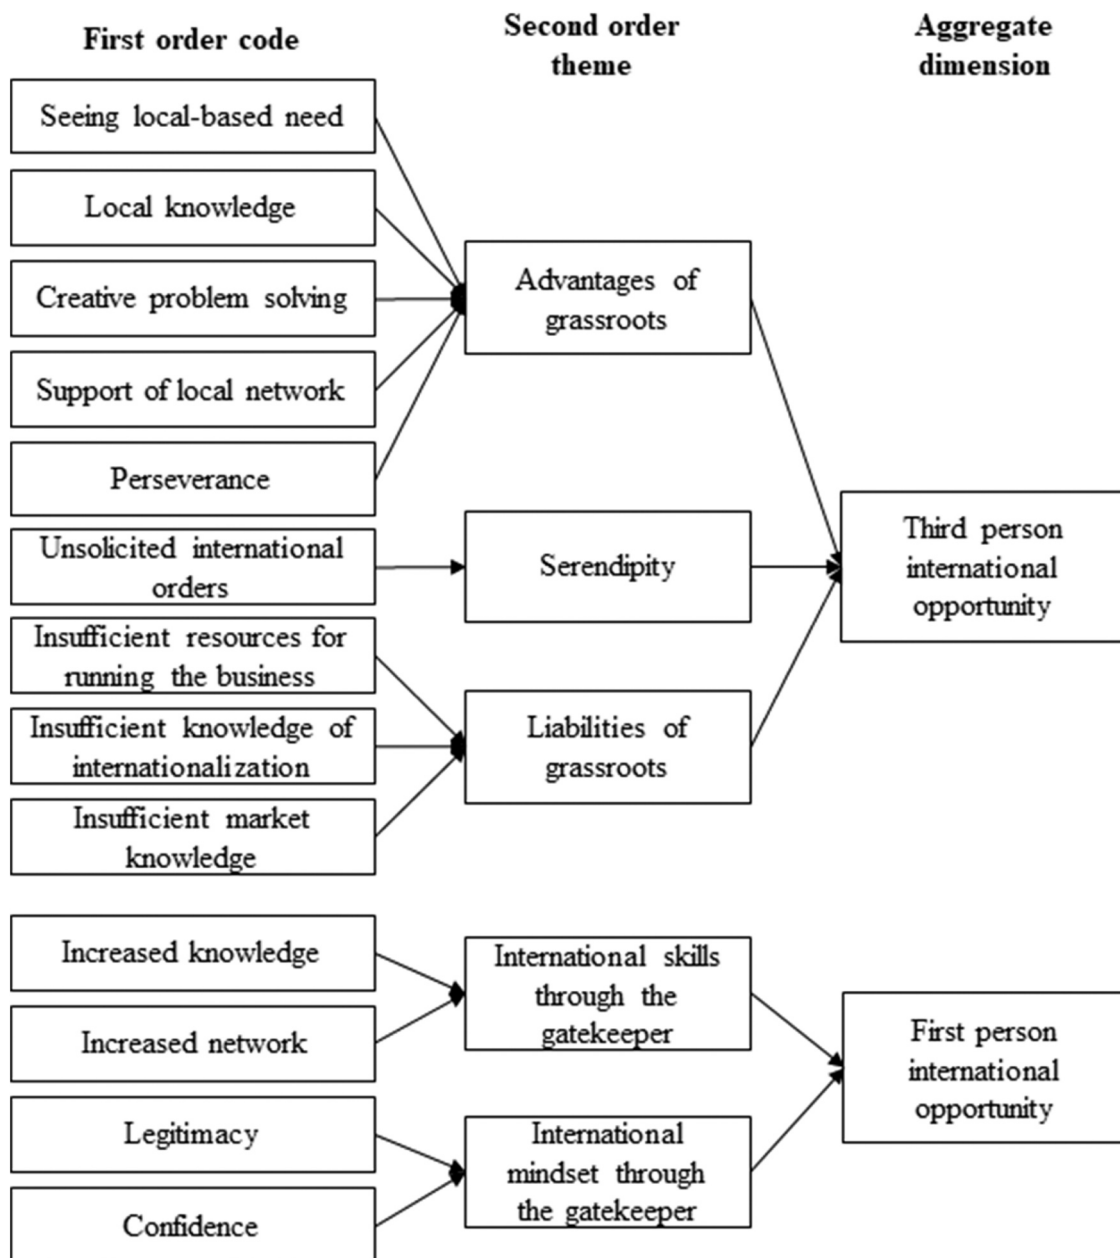 First order code
Second order
theme
Aggregate
dimension
Seeing local-based need
Local knowledge
Creative problem solving
Support of local network
Perseverance
Unsolicited international
orders
Insufficient resources for
running the business
Insufficient knowledge of
internationalization
Insufficient market
knowledge
Advantages of
grassroots
Serendipity
Liabilities of
grassroots
Third person
international
opportunity
Increased knowledge
Increased network
Legitimacy
Confidence
International skills
through the
gatekeeper
International
mindset through
the gatekeeper
First person
international
opportunity